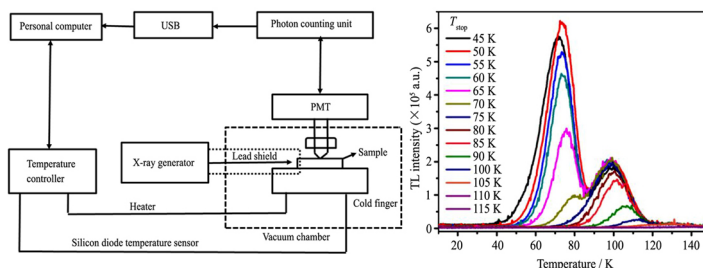 Personal computer
USB
Photon counting unit
PMT
Temperature
controller
X-ray generator
Lead shield
Sample
Heater
Cold finger
Silicon diode temperature sensor
Vacuum chamber
TL intensity (×10⁵ a.u.)
6
5
4
3
2
1
0
Tstop
45 K
50 K
55 K
60 K
65 K
70 K
75 K
80 K
85 K
90 K
100 K
105 K
110 K
115 K
20 40 60 80 100 120 140
Temperature / K